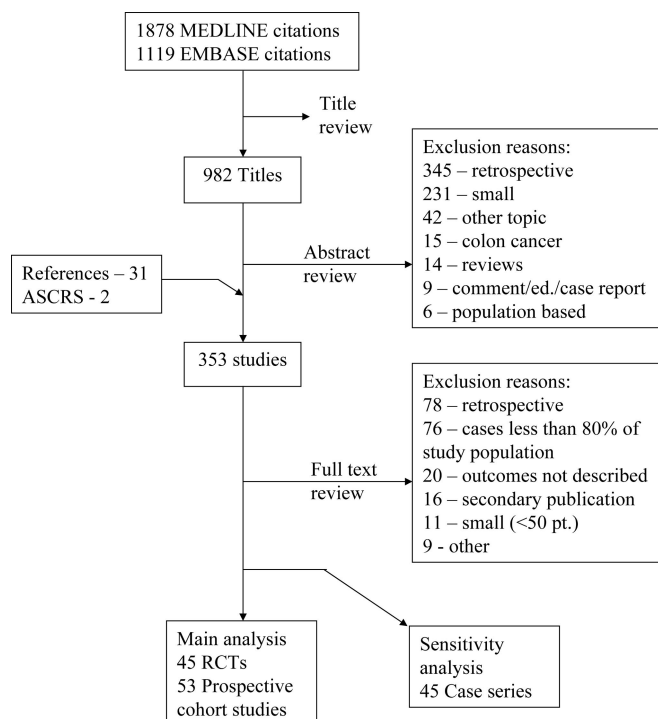 1878 MEDLINE citations
1119 EMBASE citations
Title
review
982 Titles
Exclusion reasons:
345 – retrospective
231 – small
42 – other topic
15 – colon cancer
14 – reviews
9 – comment/ed./case report
6 – population based
Abstract
review
References – 31
ASCRS - 2
353 studies
Exclusion reasons:
78 – retrospective
76 – cases less than 80% of
study population
20 – outcomes not described
16 – secondary publication
11 – small (<50 pt.)
9 - other
Full text
review
Main analysis
45 RCTs
53 Prospective
cohort studies
Sensitivity
analysis
45 Case series